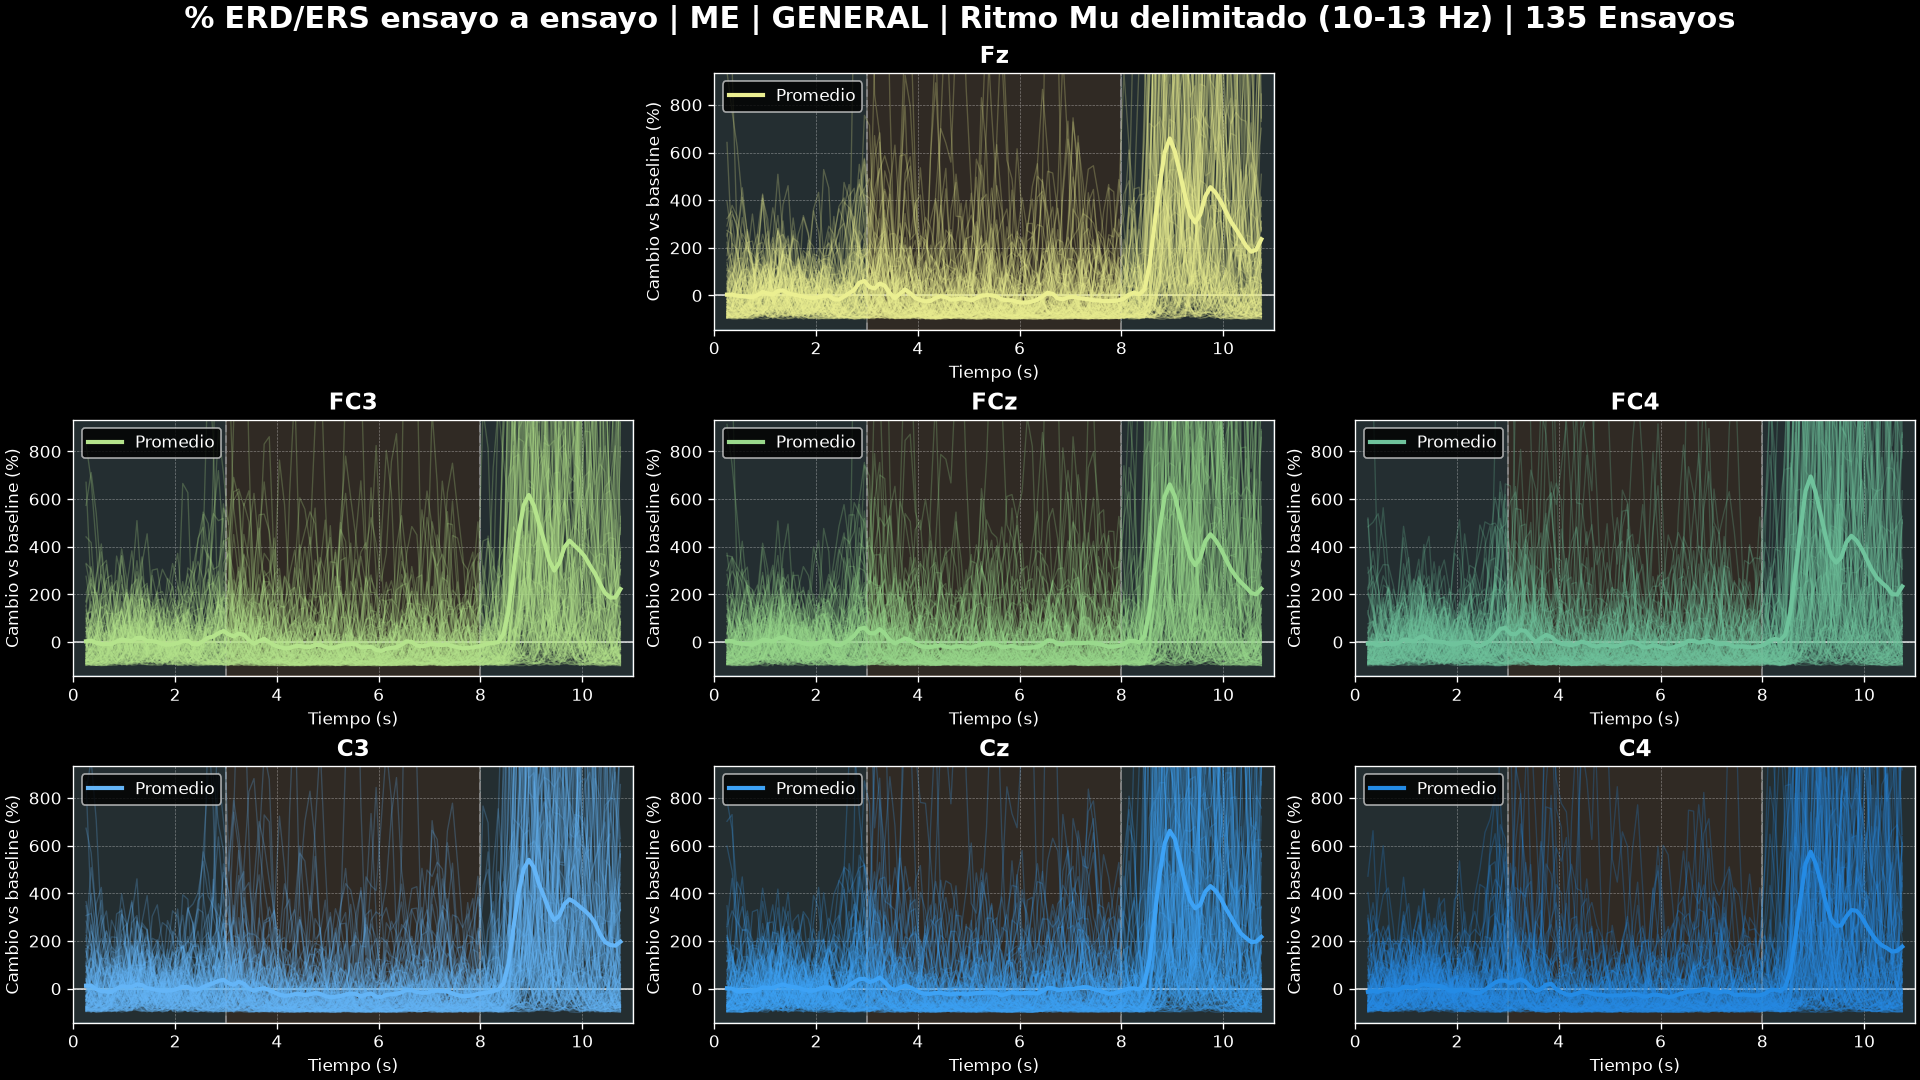 % ERD/ERS ensayo a ensayo | ME | GENERAL | Ritmo Mu delimitado (10-13 Hz) | 135 Ensayos
Fz
Promedio
Cambio vs baseline (%)
800
600
400
200
0
0 2 4 6 8 10
Tiempo (s)
FC3
Promedio
Cambio vs baseline (%)
800
600
400
200
0
0 2 4 6 8 10
Tiempo (s)
FCz
Promedio
Cambio vs baseline (%)
800
600
400
200
0
0 2 4 6 8 10
Tiempo (s)
FC4
Promedio
Cambio vs baseline (%)
800
600
400
200
0
0 2 4 6 8 10
Tiempo (s)
C3
Promedio
Cambio vs baseline (%)
800
600
400
200
0
0 2 4 6 8 10
Tiempo (s)
Cz
Promedio
Cambio vs baseline (%)
800
600
400
200
0
0 2 4 6 8 10
Tiempo (s)
C4
Promedio
Cambio vs baseline (%)
800
600
400
200
0
0 2 4 6 8 10
Tiempo (s)